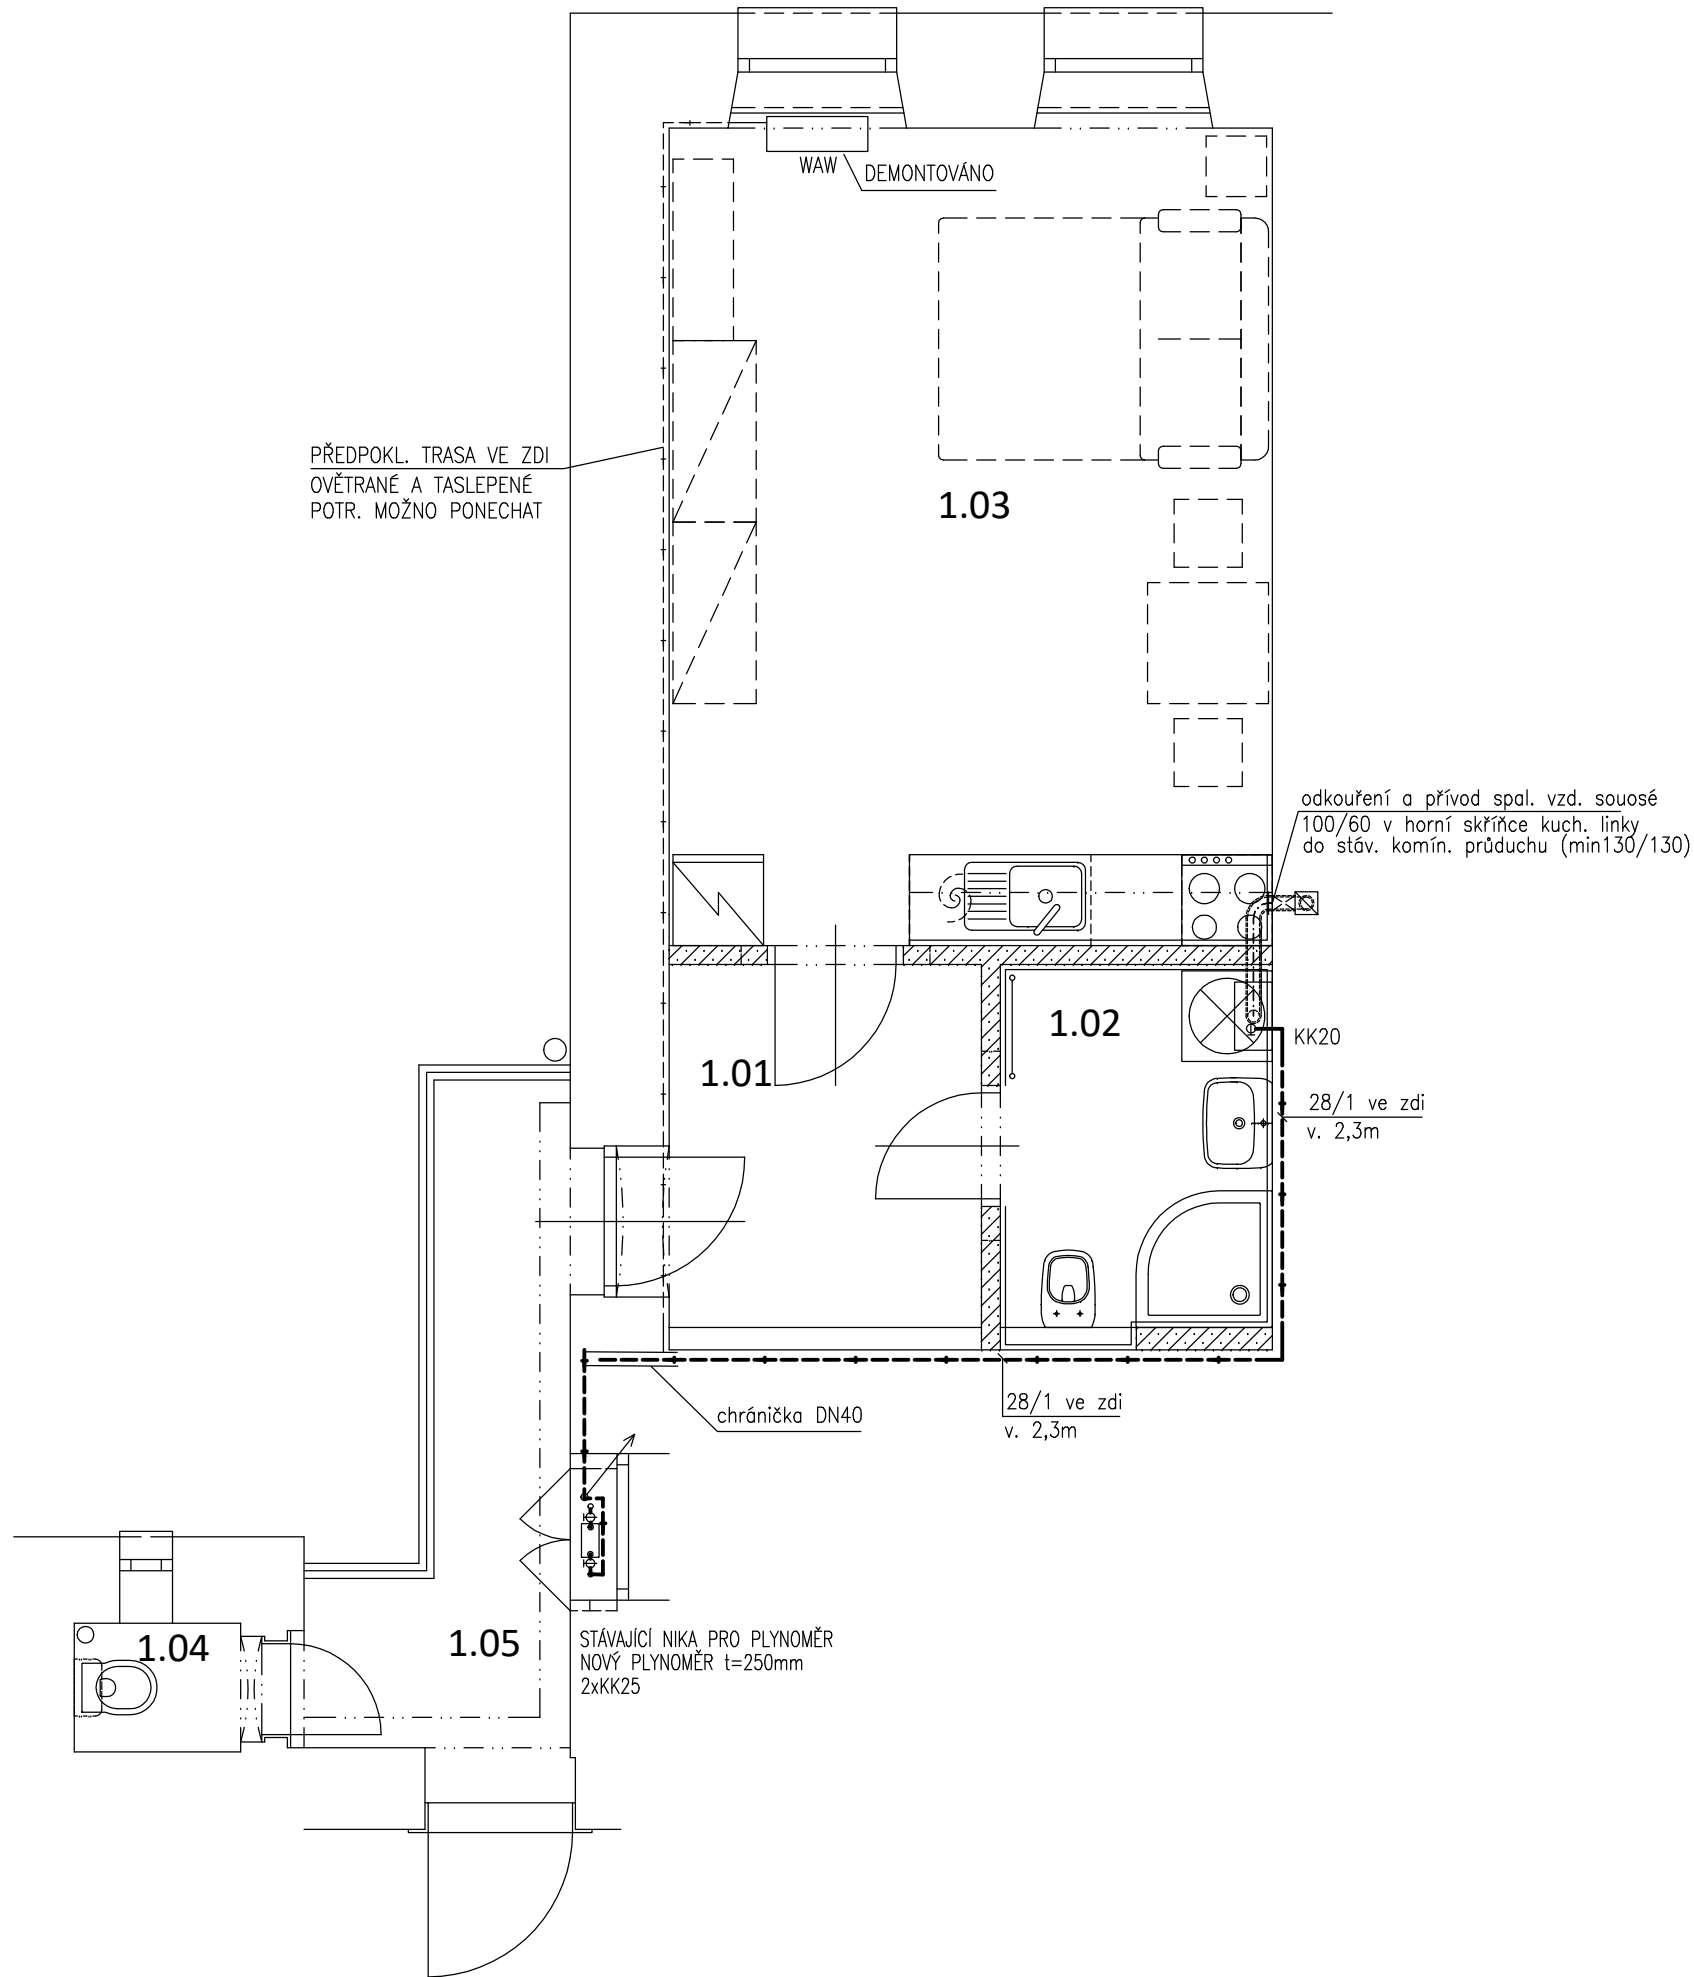 WAW
DEMONTOVÁNO
PŘEDPOKL. TRASA VE ZDI
OVĚTRANÉ A TASLEPENÉ
POTR. MOŽNO PONECHAT
1.03
odkouření a přívod spal. vzd. souosé
100/60 v horní skříňce kuch. linky
do stáv. komín. průduchu (min130/130)
1.02
KK20
1.01
28/1 ve zdi
v. 2,3m
28/1 ve zdi
v. 2,3m
chránička DN40
1.04
1.05
STÁVAJÍCÍ NIKA PRO PLYNOMĚR
NOVÝ PLYNOMĚR t=250mm
2xKK25